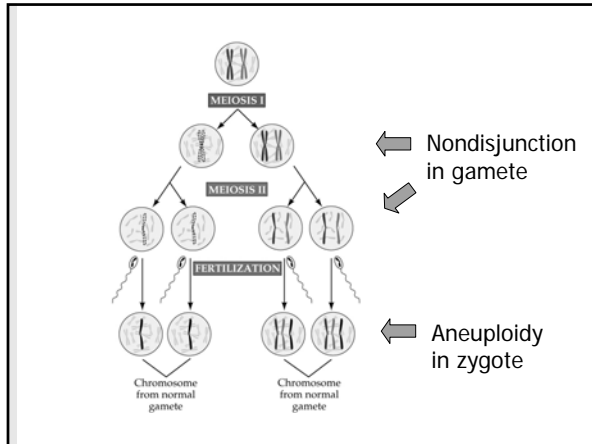 MEIOSIS I
Nondisjunction
in gamete
MEIOSIS II
FERTILIZATION
Aneuploidy
in zygote
Chromosome
from normal
gamete
Chromosome
from normal
gamete